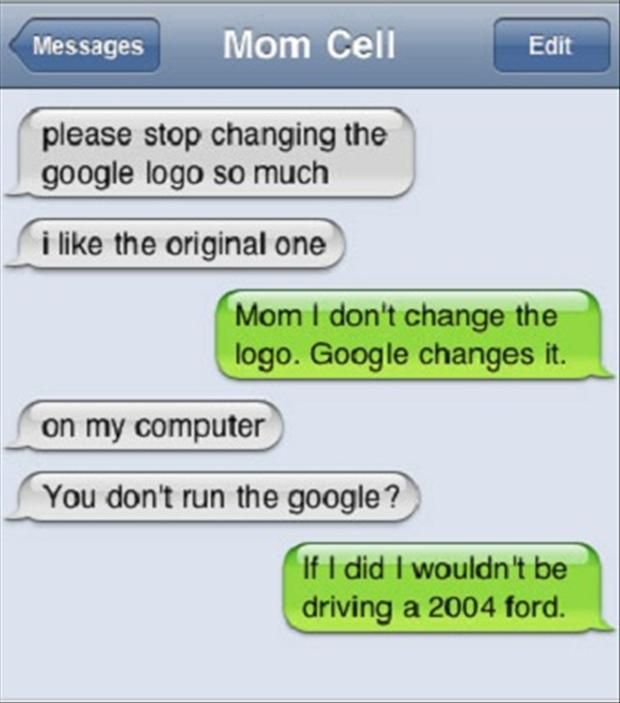 Messages
Mom Cell
Edit
please stop changing the
google logo so much
i like the original one
Mom I don't change the
logo. Google changes it.
on my computer
You don't run the google?
If I did I wouldn't be
driving a 2004 ford.